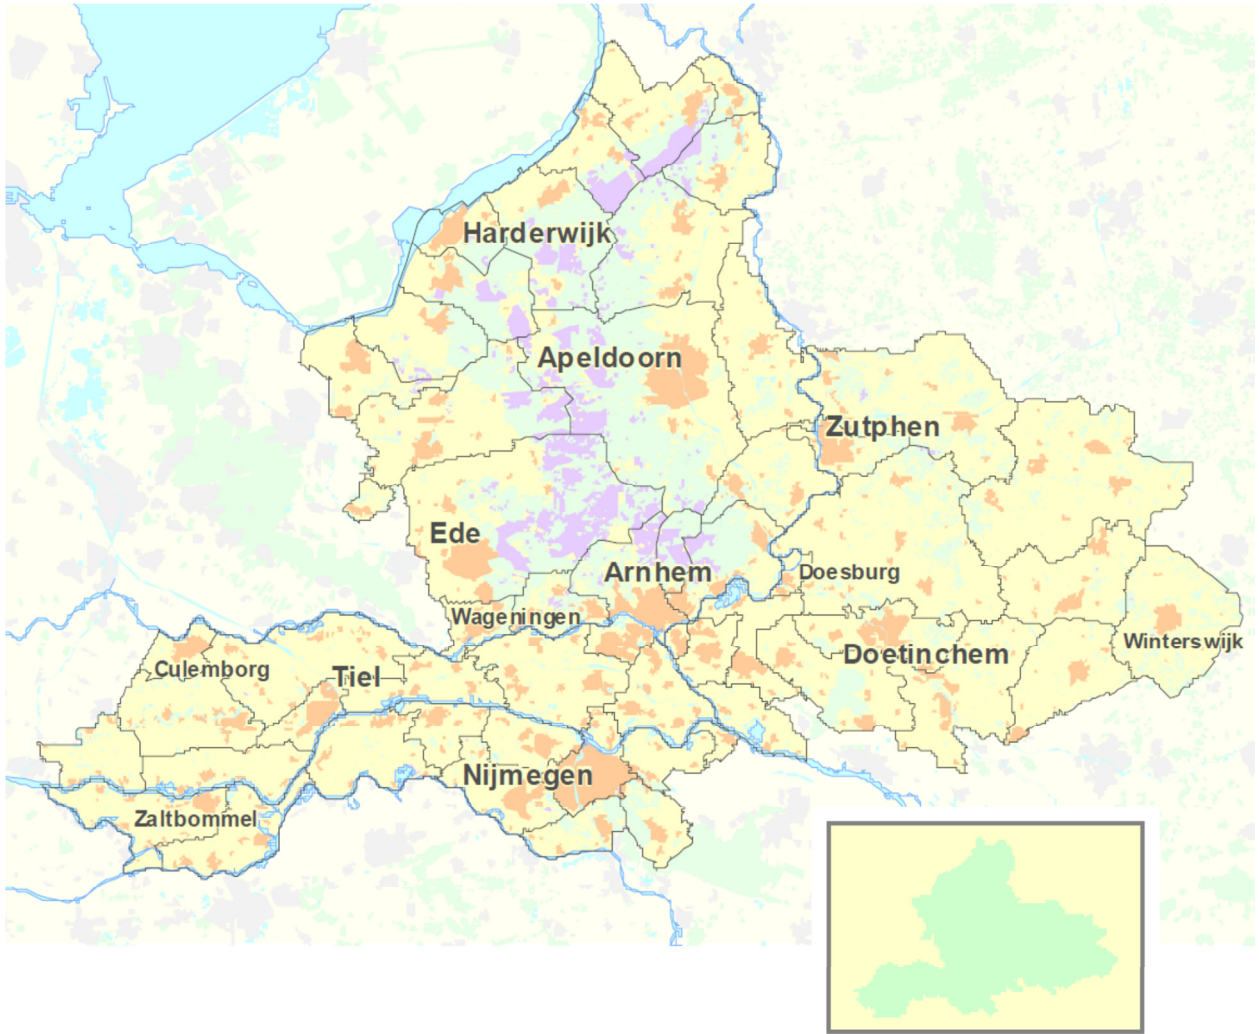 Harderwijk
Apeldoorn
Zutphen
Ede
Arnhem
Doesburg
Wageningen
Winterswijk
Doetinchem
Culemborg
Tiel
Nijmegen
Zaltbommel